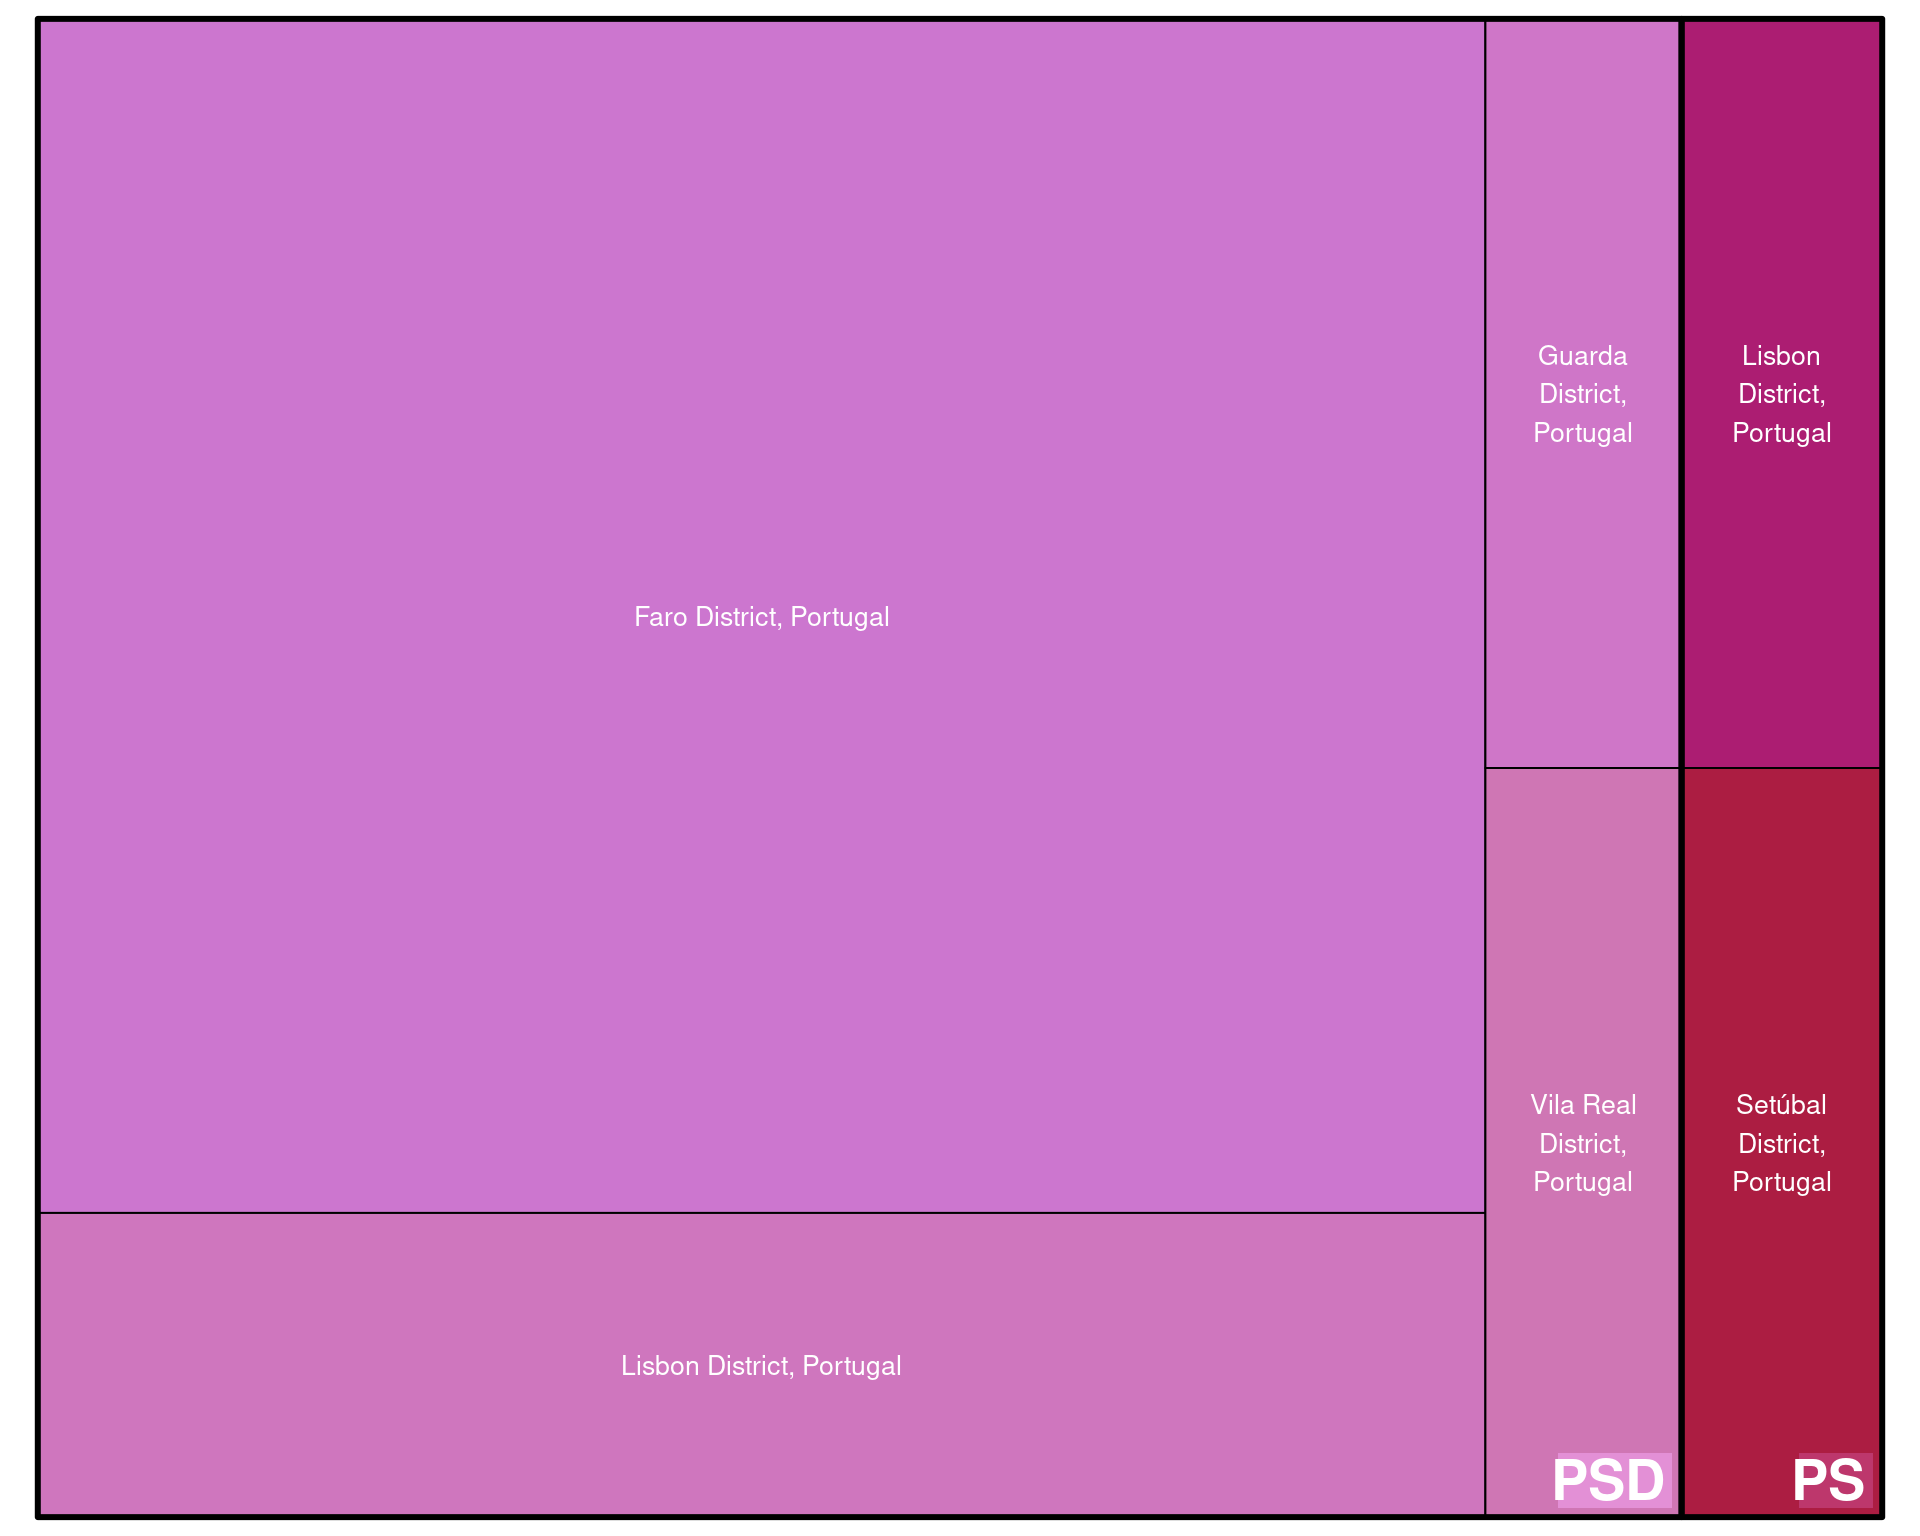 Faro District, Portugal
Lisbon District, Portugal
Guarda
District,
Portugal
Vila Real
District,
Portugal
PSD
Lisbon
District,
Portugal
Setúbal
District,
Portugal
PS